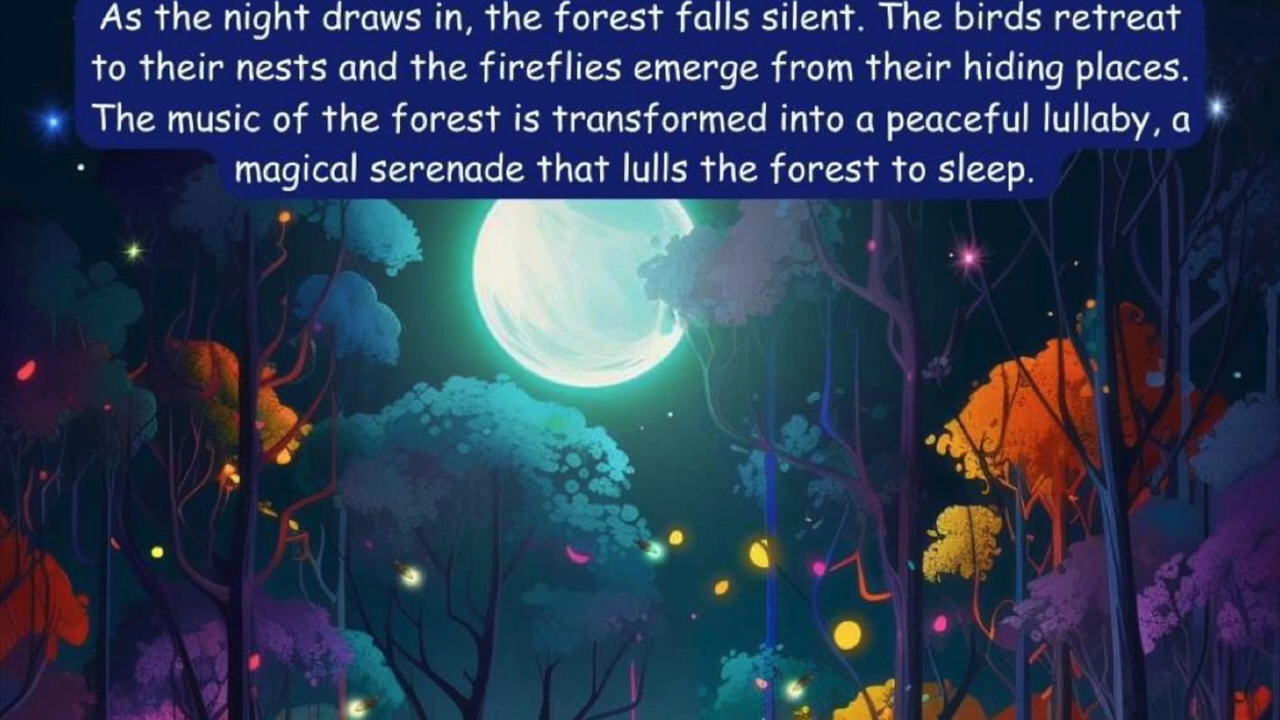 As the night draws in, the forest falls silent. The birds retreat
to their nests and the fireflies emerge from their hiding places.
The music of the forest is transformed into a peaceful lullaby, a
magical serenade that lulls the forest to sleep.